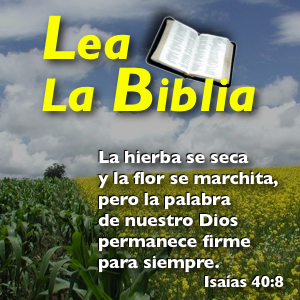 Lea
La Biblia
La hierba se seca
y la flor se marchita,
pero la palabra
de nuestro Dios
permanece firme
para siempre.
Isaías 40:8